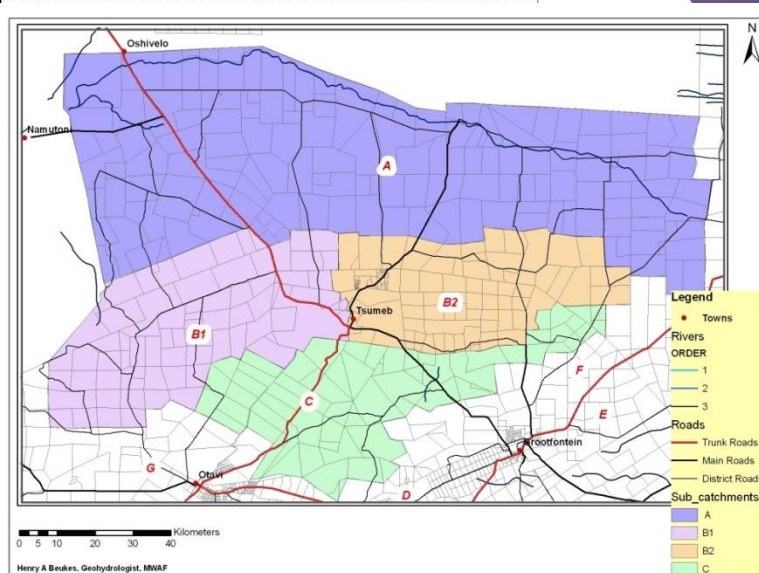 N
Oshivelo
Namutoni
A
B2
Tsumeb
B1
C
F
E
Grootfontein
G
Otavi
D
Legend
Towns
Rivers
ORDER
1
2
3
Roads
Trunk Roads
Main Roads
District Road
Sub_catchments
A
B1
B2
C
Kilometers
0 5 10 20 30 40
Henry A Beukes, Geohydrologist, MWAF